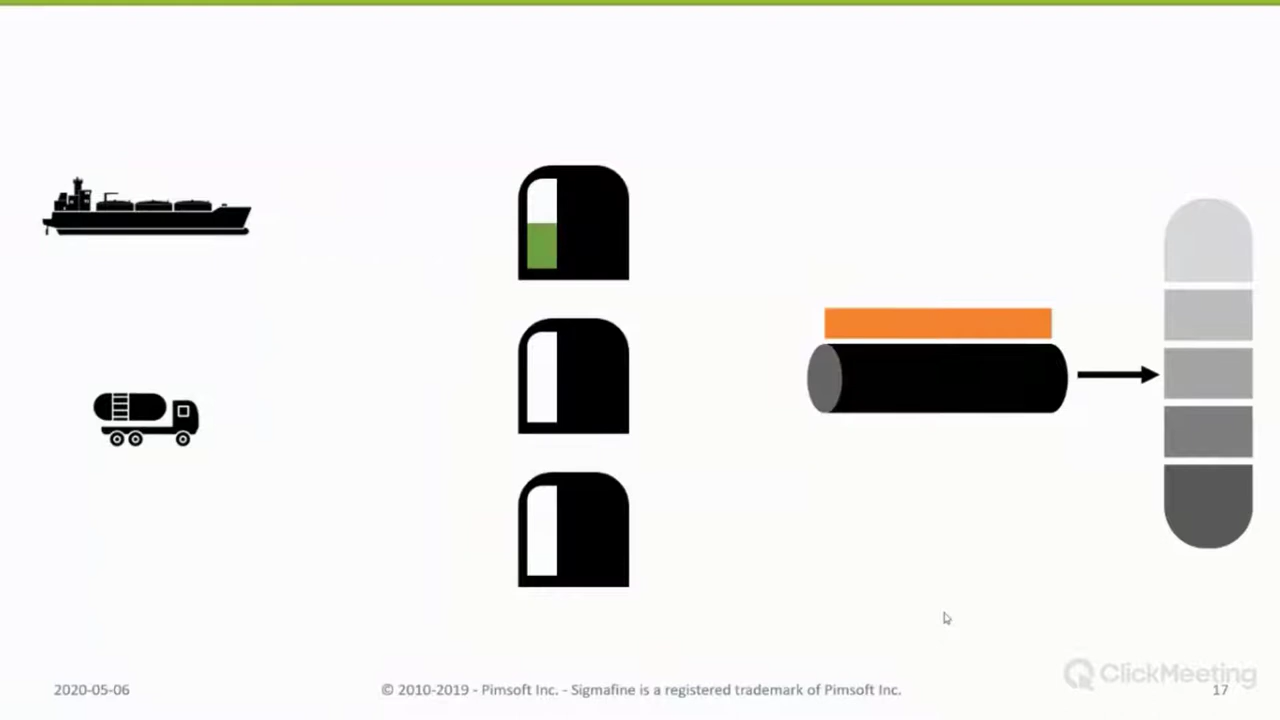 ClickMeeting
2020-05-06
© 2010-2019 - Pimsoft Inc. - Sigmafine is a registered trademark of Pimsoft Inc.
17